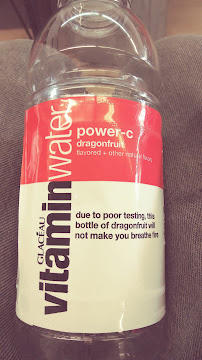 GLACÉAU
vitaminwater
power-c
dragonfruit
flavored + other natural flavors
due to poor testing, this
bottle of dragonfruit will
not make you breathe fire